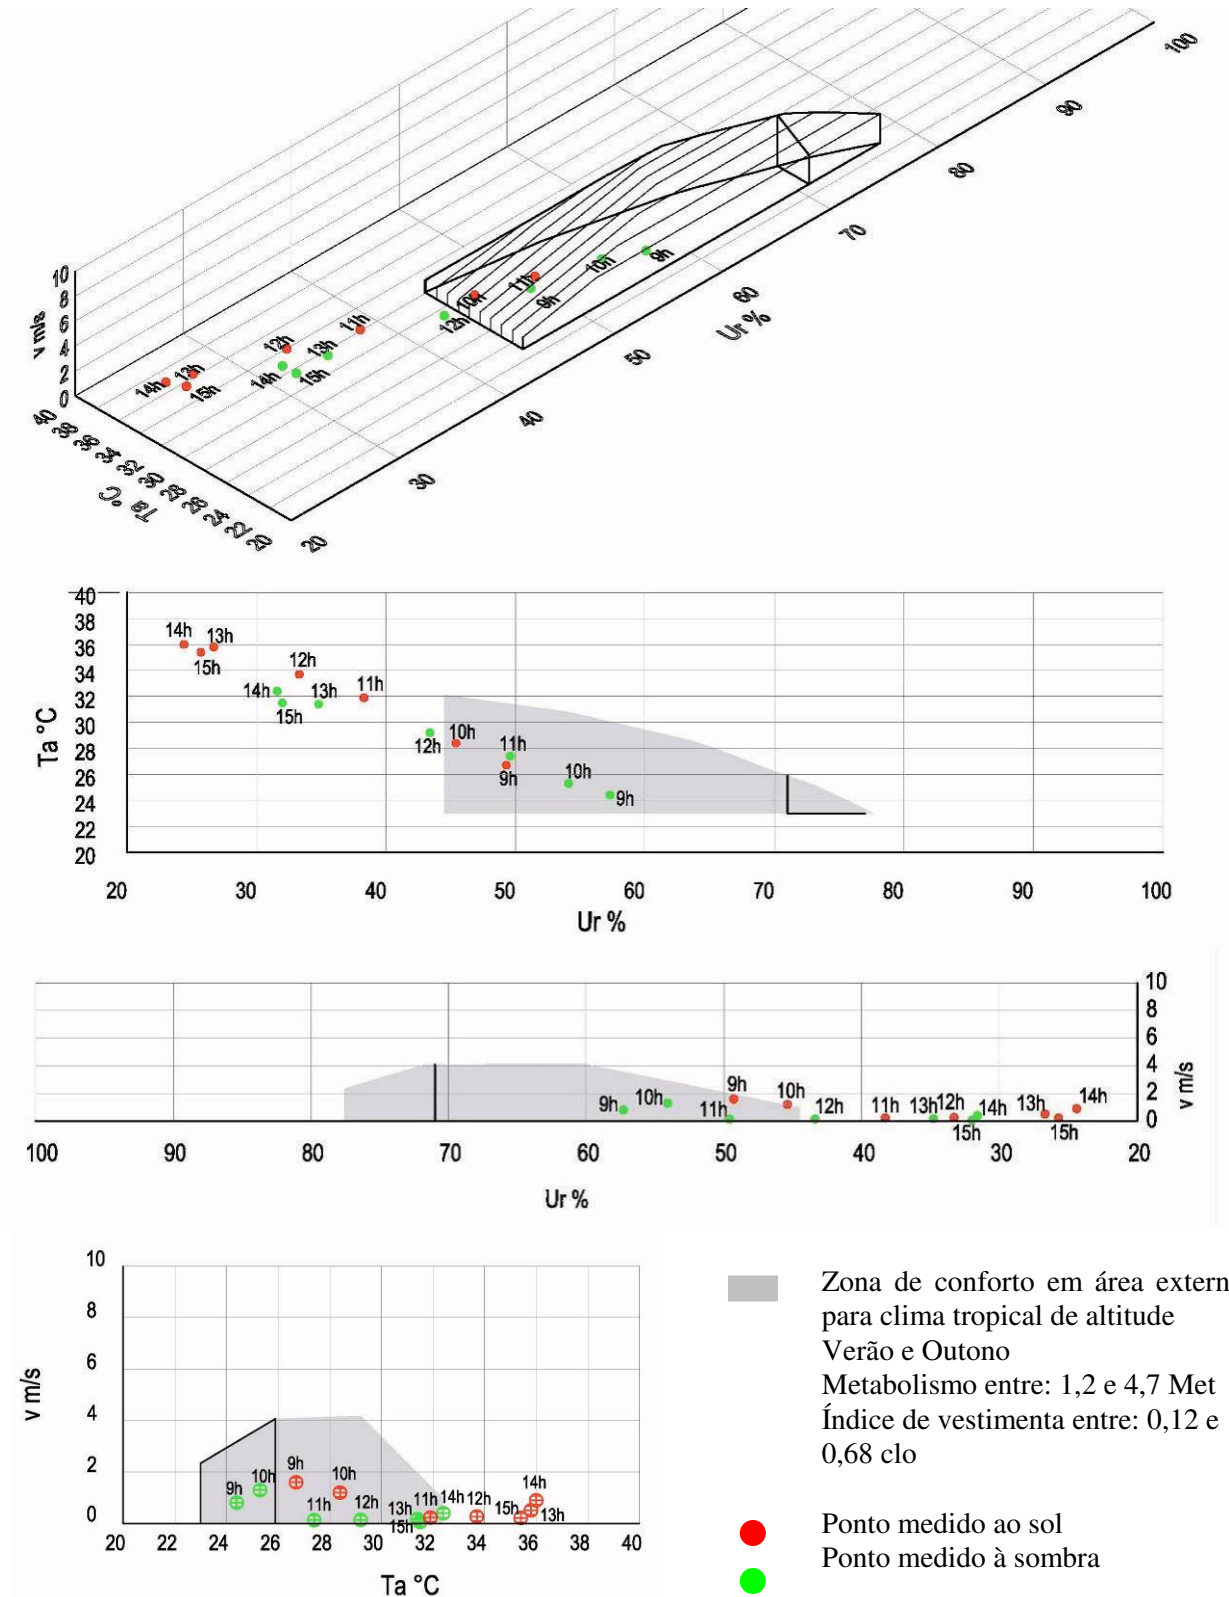 100
90
80
70
60
Ur %
50
40
30
20
10
8
6
4
2
0
v m/s
40
38
36
34
32
30
28
26
24
22
20
Ta °C
9h
10h
11h
9h
10h
12h
11h
12h
13h
14h
15h
13h
14h
15h
40
38
36
34
32
30
28
26
24
22
20
Ta °C
14h
13h
15h
12h
14h
13h
11h
15h
12h
10h
11h
9h
10h
9h
20 30 40 50 60 70 80 90 100
Ur %
10
8
6
4
2
0
v m/s
9h
10h
9h
11h
10h
12h
11h
13h
12h
14h
15h
13h
15h
14h
100 90 80 70 60 50 40 30 20
Ur %
10
8
6
4
2
0
v m/s
9h
10h
9h
10h
11h
12h
13h
15h
11h
14h
12h
15h
14h
13h
20 22 24 26 28 30 32 34 36 38 40
Ta °C
Zona de conforto em área extern
para clima tropical de altitude
Verão e Outono
Metabolismo entre: 1,2 e 4,7 Met
Índice de vestimenta entre: 0,12 e
0,68 clo
Ponto medido ao sol
Ponto medido à sombra